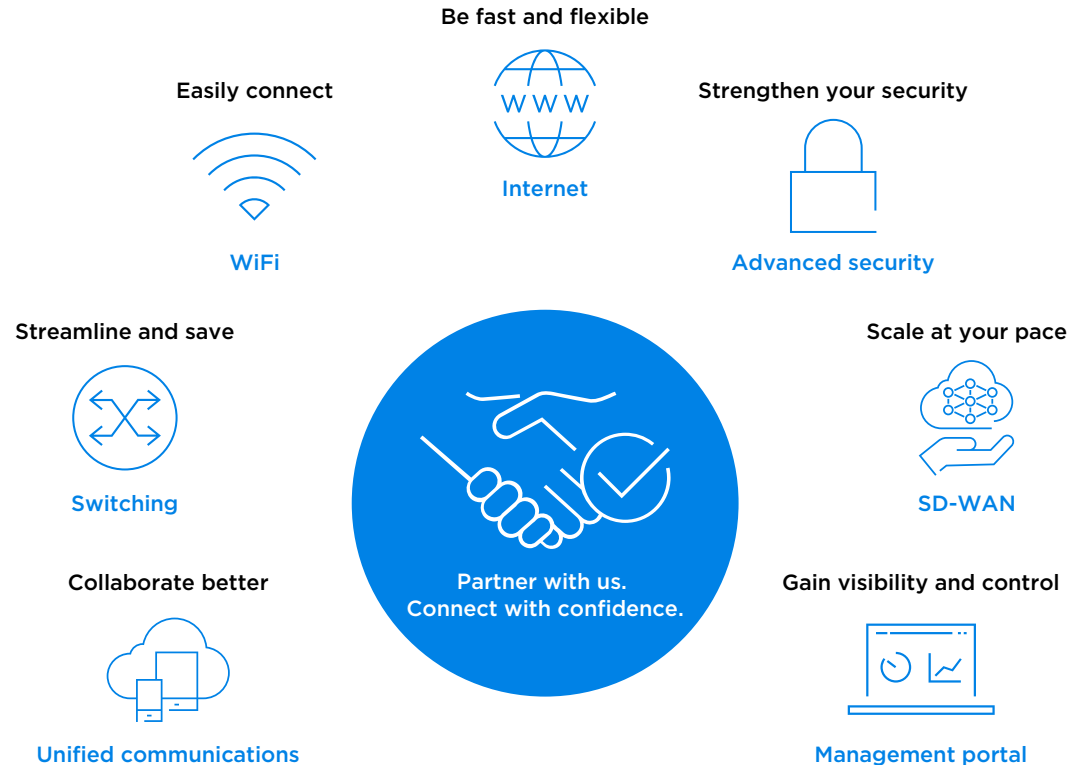 Be fast and flexible
WWW
Internet
Easily connect
WiFi
Strengthen your security
Advanced security
Streamline and save
Switching
Scale at your pace
SD-WAN
Partner with us.
Connect with confidence.
Collaborate better
Unified communications
Gain visibility and control
Management portal